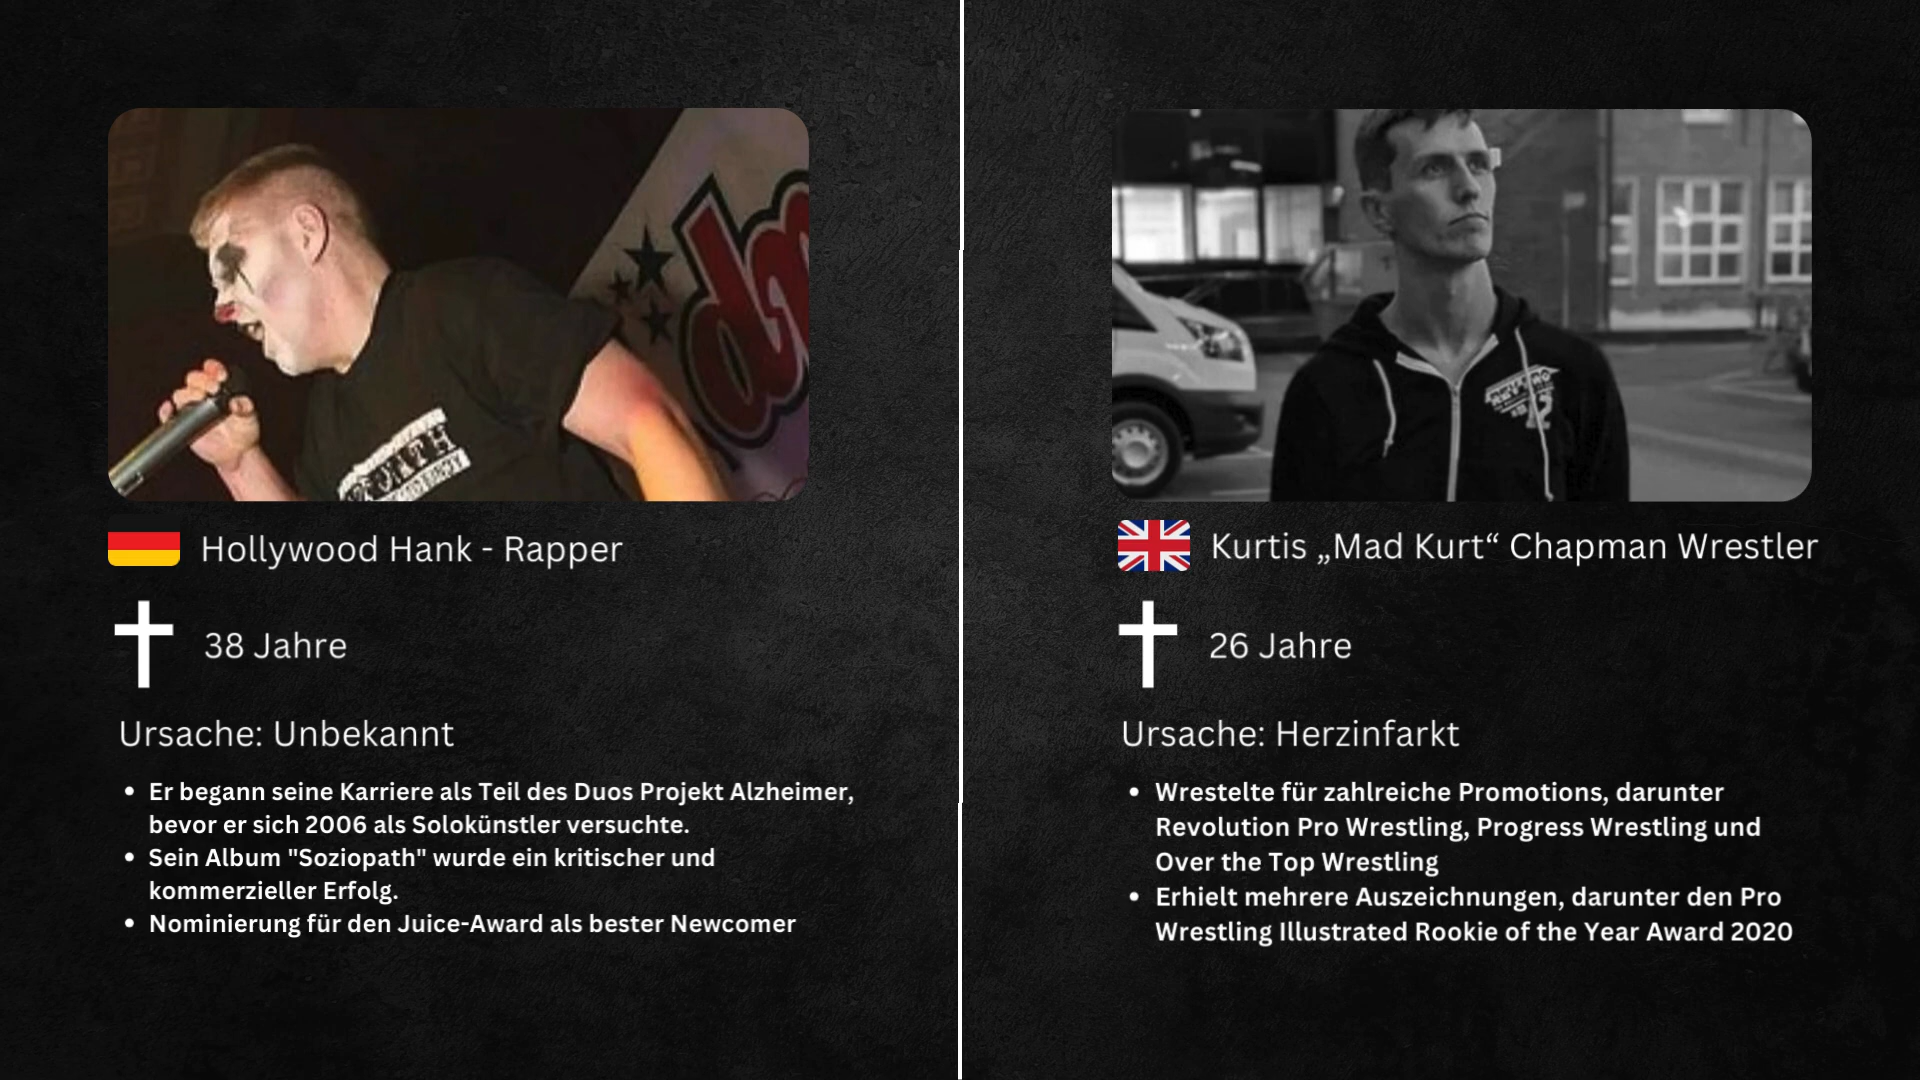 Hollywood Hank - Rapper
38 Jahre
Ursache: Unbekannt
• Er begann seine Karriere als Teil des Duos Projekt Alzheimer,
bevor er sich 2006 als Solokünstler versuchte.
• Sein Album "Soziopath" wurde ein kritischer und
kommerzieller Erfolg.
• Nominierung für den Juice-Award als bester Newcomer
Kurtis „Mad Kurt“ Chapman Wrestler
26 Jahre
Ursache: Herzinfarkt
• Wrestelte für zahlreiche Promotions, darunter
Revolution Pro Wrestling, Progress Wrestling und
Over the Top Wrestling
• Erhielt mehrere Auszeichnungen, darunter den Pro
Wrestling Illustrated Rookie of the Year Award 2020